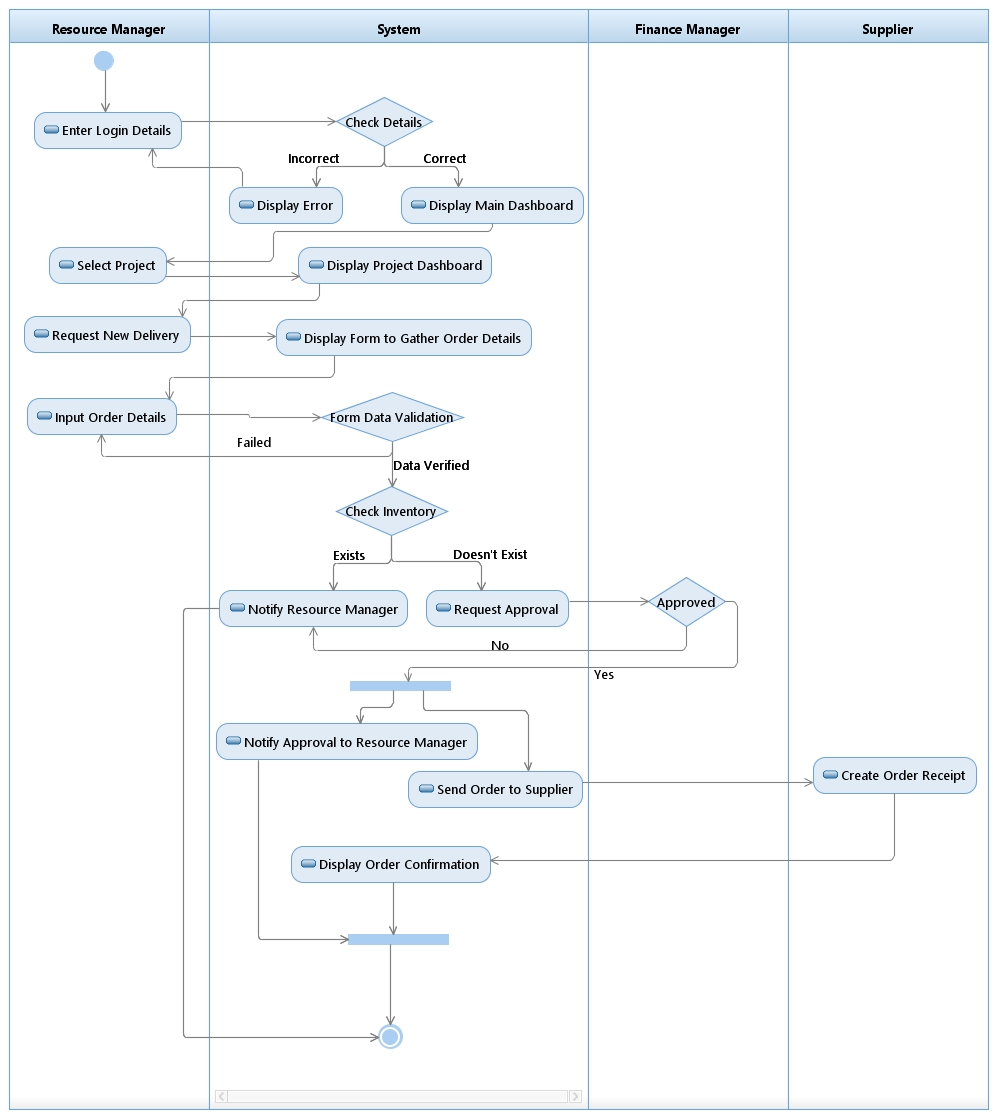 Resource Manager
System
Finance Manager
Supplier
Enter Login Details
Check Details
Incorrect
Correct
Display Error
Display Main Dashboard
Select Project
Display Project Dashboard
Request New Delivery
Display Form to Gather Order Details
Input Order Details
Form Data Validation
Failed
Data Verified
Check Inventory
Exists
Doesn't Exist
Notify Resource Manager
Request Approval
Approved
No
Yes
Notify Approval to Resource Manager
Send Order to Supplier
Create Order Receipt
Display Order Confirmation